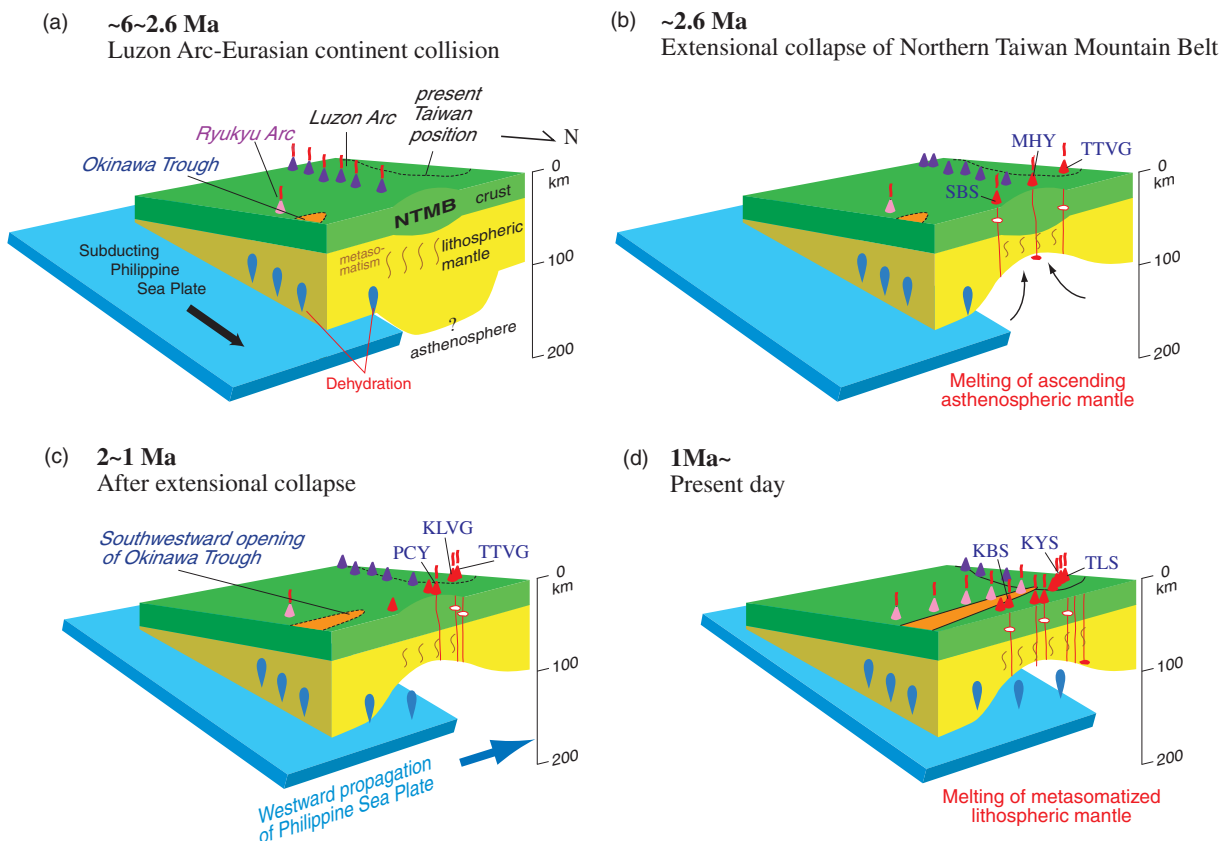 (a)
~6~2.6 Ma
Luzon Arc-Eurasian continent collision
present
Taiwan
position
N
Luzon Arc
Ryukyu Arc
Okinawa Trough
0
km
NTMB
crust
metaso-
matism
lithospheric
mantle
Subducting
Philippine
Sea Plate
100
?
asthenosphere
200
Dehydration
(b)
~2.6 Ma
Extensional collapse of Northern Taiwan Mountain Belt
MHY
TTVG
SBS
0
km
100
200
Melting of ascending
asthenospheric mantle
(c)
2~1 Ma
After extensional collapse
Southwestward opening
of Okinawa Trough
KLVG
PCY
TTVG
0
km
100
200
Westward propagation
of Philippine Sea Plate
(d)
1Ma~
Present day
KBS
KYS
TLS
0
km
100
200
Melting of metasomatized
lithospheric mantle